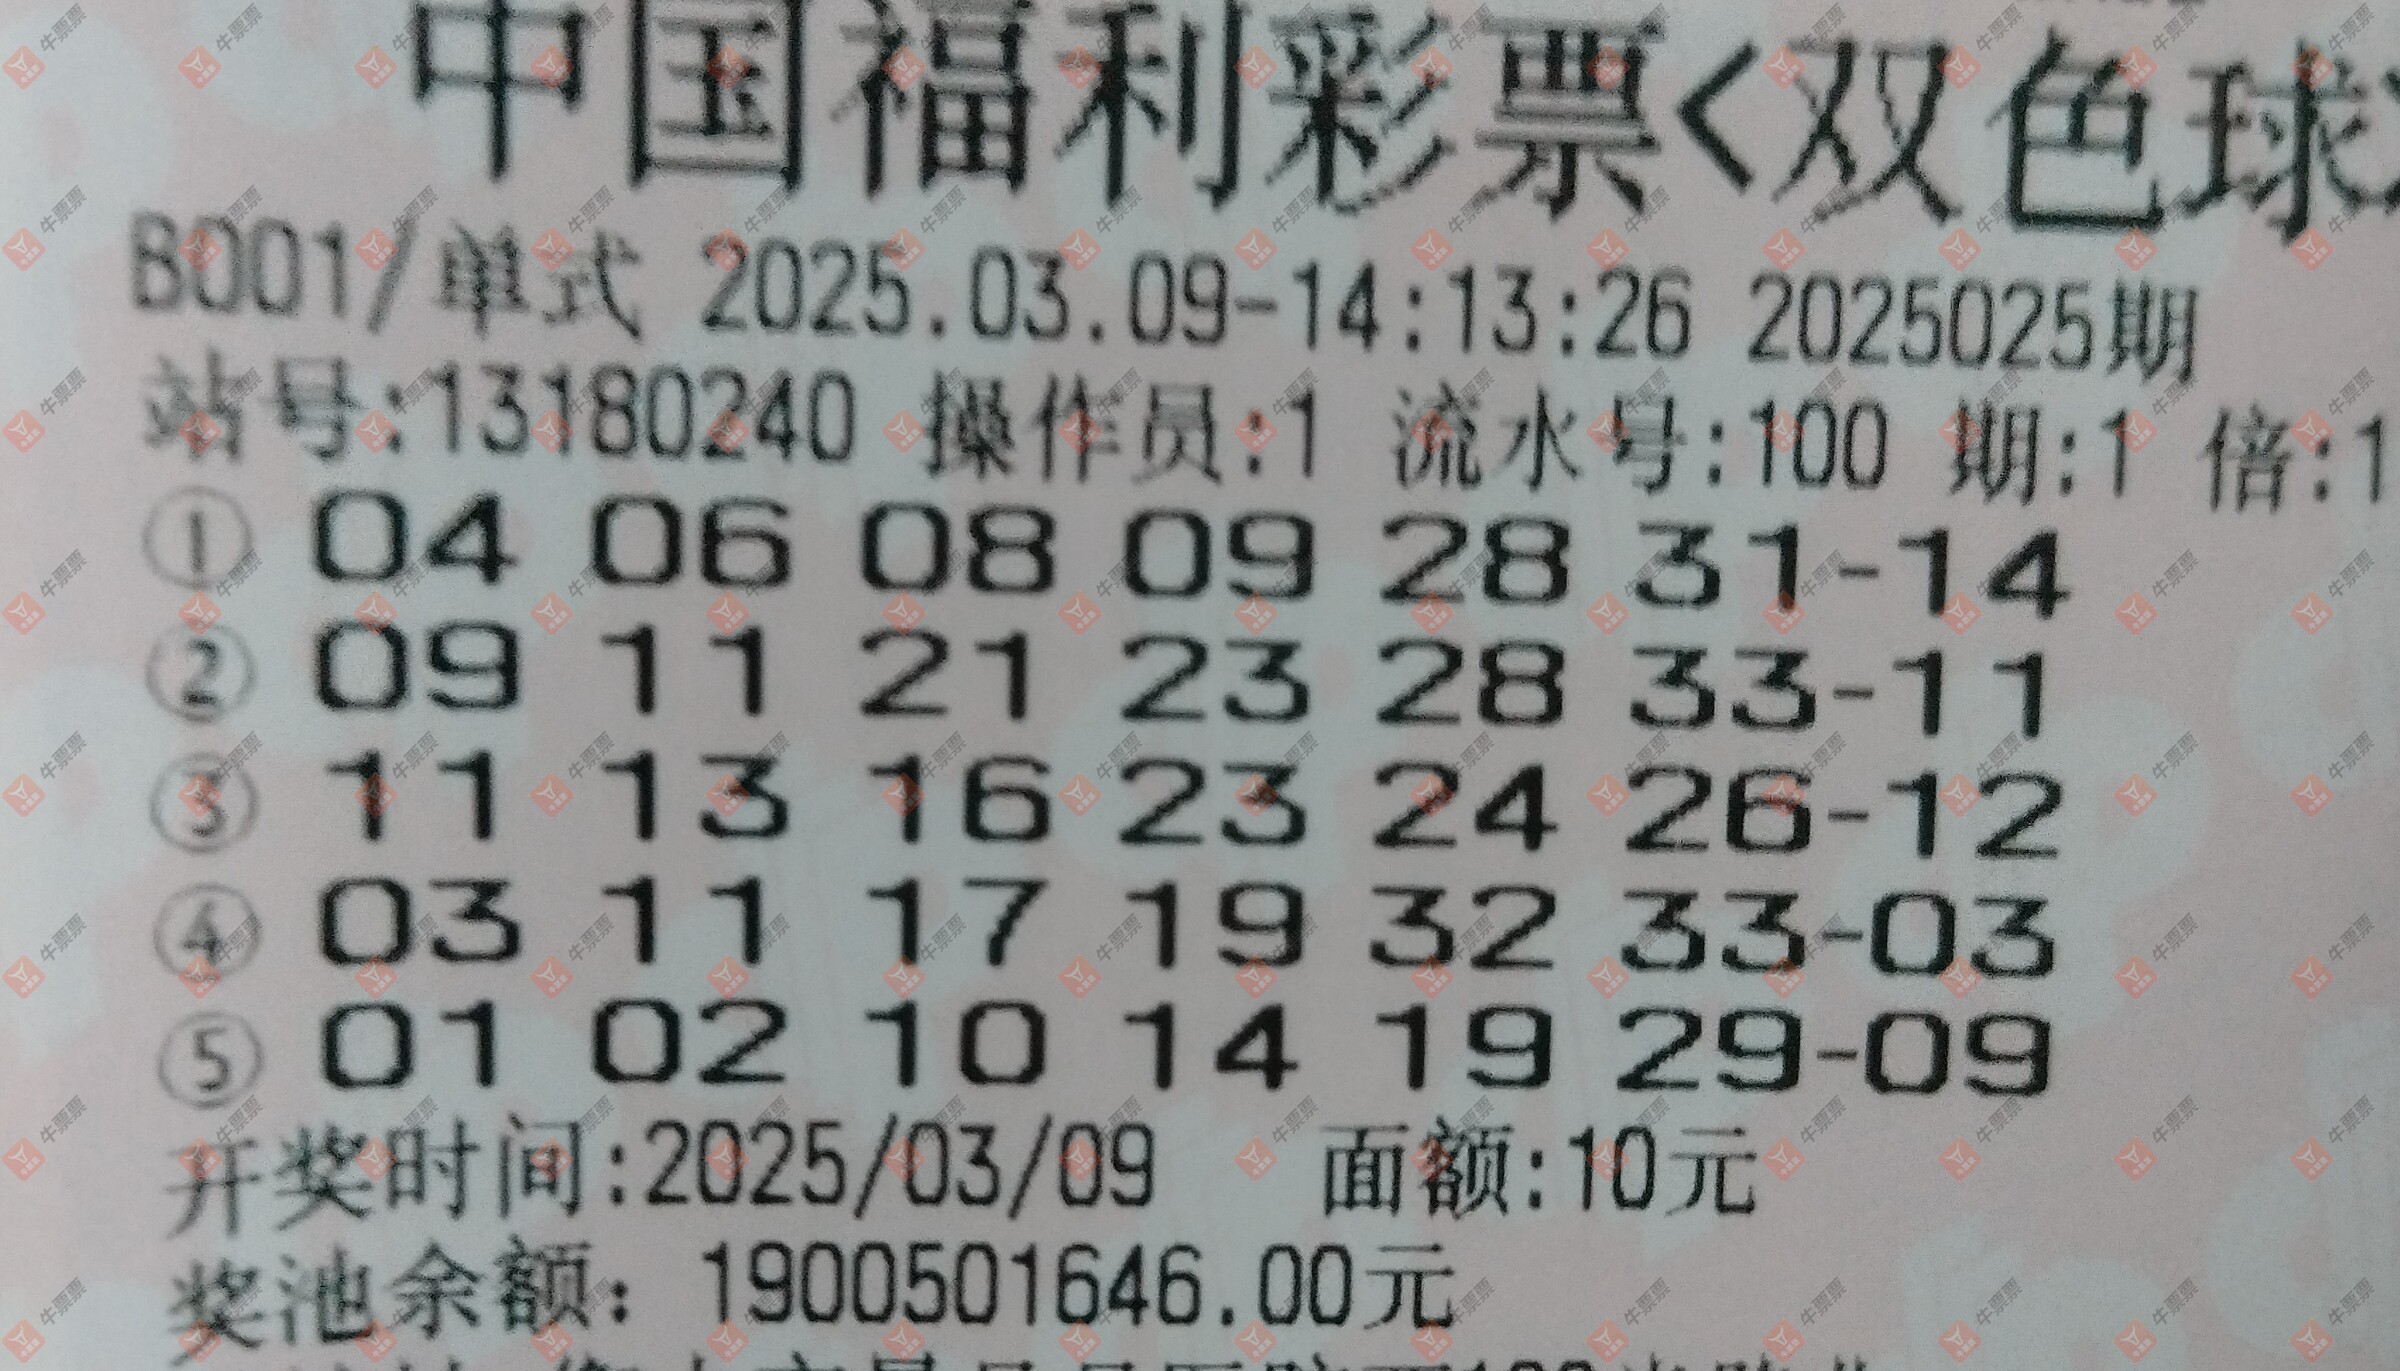 中国福利彩票<双色球>
B001/单式 2025.03.09-14:13:26 2025025期
站号:13180240 操作员:1 流水号:100 期:1 倍:1
① 04 06 08 09 28 31-14
② 09 11 21 23 28 33-11
③ 11 13 16 23 24 26-12
④ 03 11 17 19 32 33-03
⑤ 01 02 10 14 19 29-09
开奖时间:2025/03/09 面额:10元
奖池余额: 1900501646.00元
牛票票